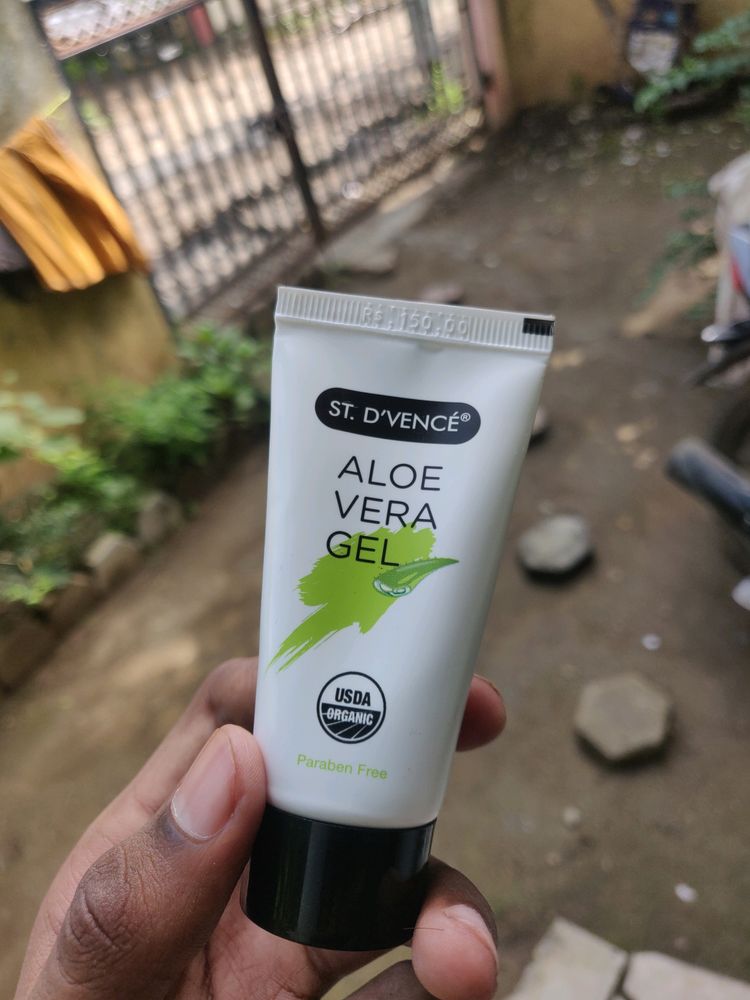 Rs. 150.00
ST. D'VENCÉ®
ALOE
VERA
GEL
USDA
ORGANIC
Paraben Free